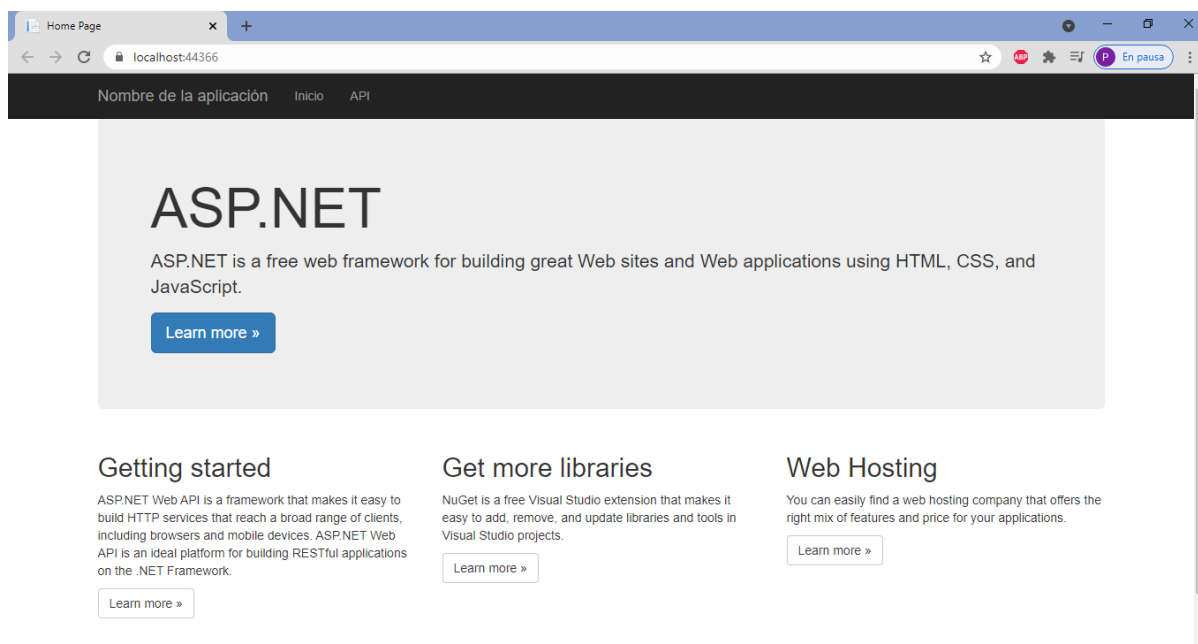 Home Page
localhost:44366
ABP
P
En pausa
Nombre de la aplicación
Inicio
API
ASP.NET
ASP.NET is a free web framework for building great Web sites and Web applications using HTML, CSS, and
JavaScript.
Learn more »
Getting started
ASP.NET Web API is a framework that makes it easy to
build HTTP services that reach a broad range of clients,
including browsers and mobile devices. ASP.NET Web
API is an ideal platform for building RESTful applications
on the .NET Framework.
Learn more »
Get more libraries
NuGet is a free Visual Studio extension that makes it
easy to add, remove, and update libraries and tools in
Visual Studio projects.
Learn more »
Web Hosting
You can easily find a web hosting company that offers the
right mix of features and price for your applications.
Learn more »